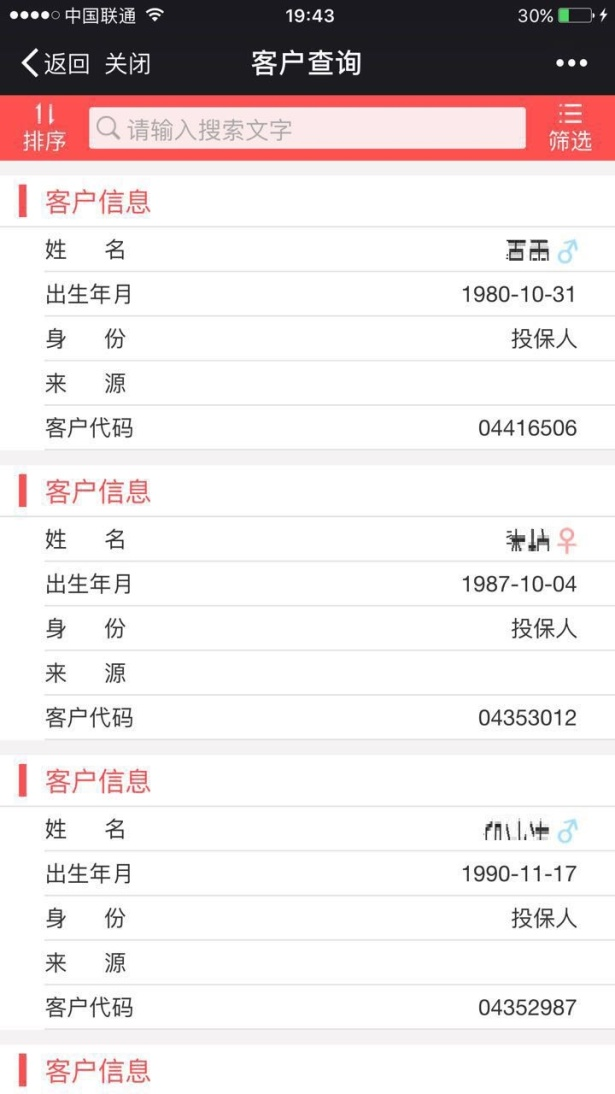 中国联通 19:43 30%
返回 关闭 客户查询
排序 请输入搜索文字 筛选
客户信息
姓 名
出生年月 1980-10-31
身 份 投保人
来 源
客户代码 04416506
客户信息
姓 名
出生年月 1987-10-04
身 份 投保人
来 源
客户代码 04353012
客户信息
姓 名
出生年月 1990-11-17
身 份 投保人
来 源
客户代码 04352987
客户信息